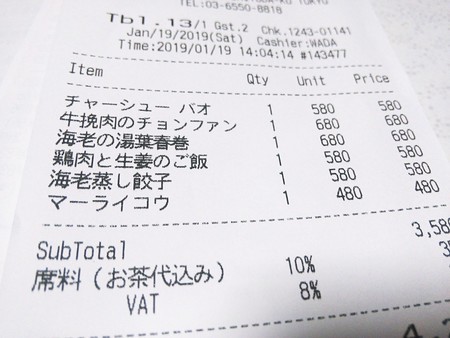 TOKYO
TEL:03-6550-8818
Tbl.13/1 Gst.2 Chk.1243-01141
Jan/19/2019(Sat) Cashier:WADA
Time:2019/01/19 14:04:14 #143477
Item Qty Unit Price
チャーシュー バオ 1 580 580
牛挽肉のチョンファン 1 680 680
海老の湯葉春巻 1 680 680
鶏肉と生姜のご飯 1 580 580
海老蒸し餃子 1 580 580
マーライコウ 1 480 480
SubTotal 3,58
席料(お茶代込み) 10%
VAT 8%